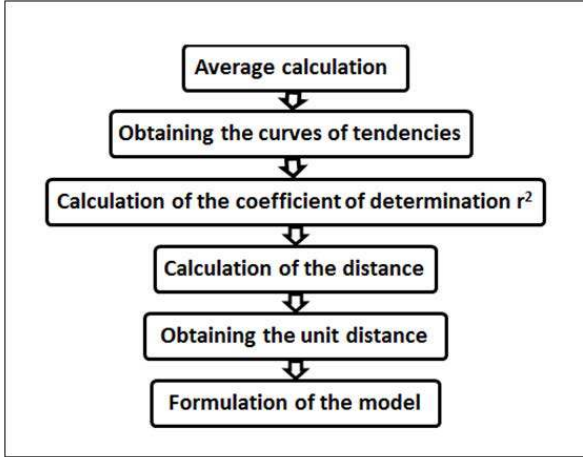 Average calculation
Obtaining the curves of tendencies
Calculation of the coefficient of determination r²
Calculation of the distance
Obtaining the unit distance
Formulation of the model